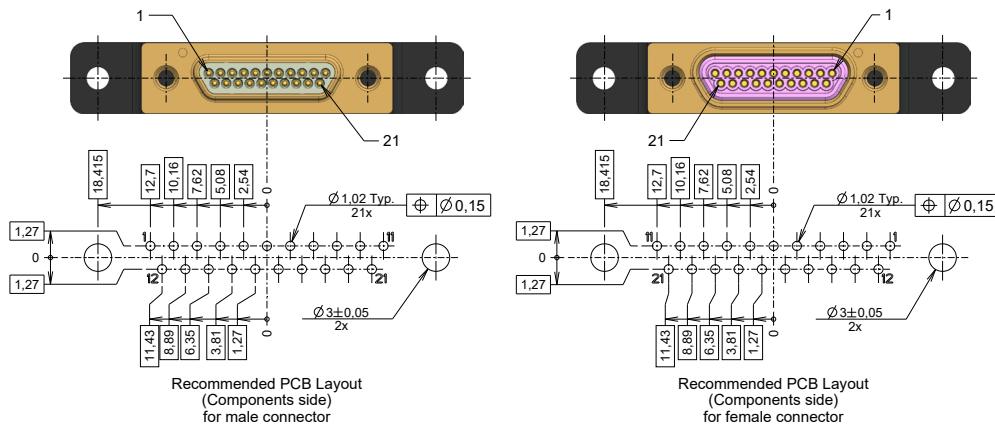 1
21
18,415
12,7
10,16
7,62
5,08
2,54
0
Ø 1,02 Typ.
21x
Ø 0,15
1,27
0
1,27
1
11
12
21
Ø 3±0,05
2x
11,43
8,89
6,35
3,81
1,27
0
Recommended PCB Layout
(Components side)
for male connector
1
21
18,415
12,7
10,16
7,62
5,08
2,54
0
Ø 1,02 Typ.
21x
Ø 0,15
1,27
0
1,27
11
1
21
12
Ø 3±0,05
2x
11,43
8,89
6,35
3,81
1,27
0
Recommended PCB Layout
(Components side)
for female connector